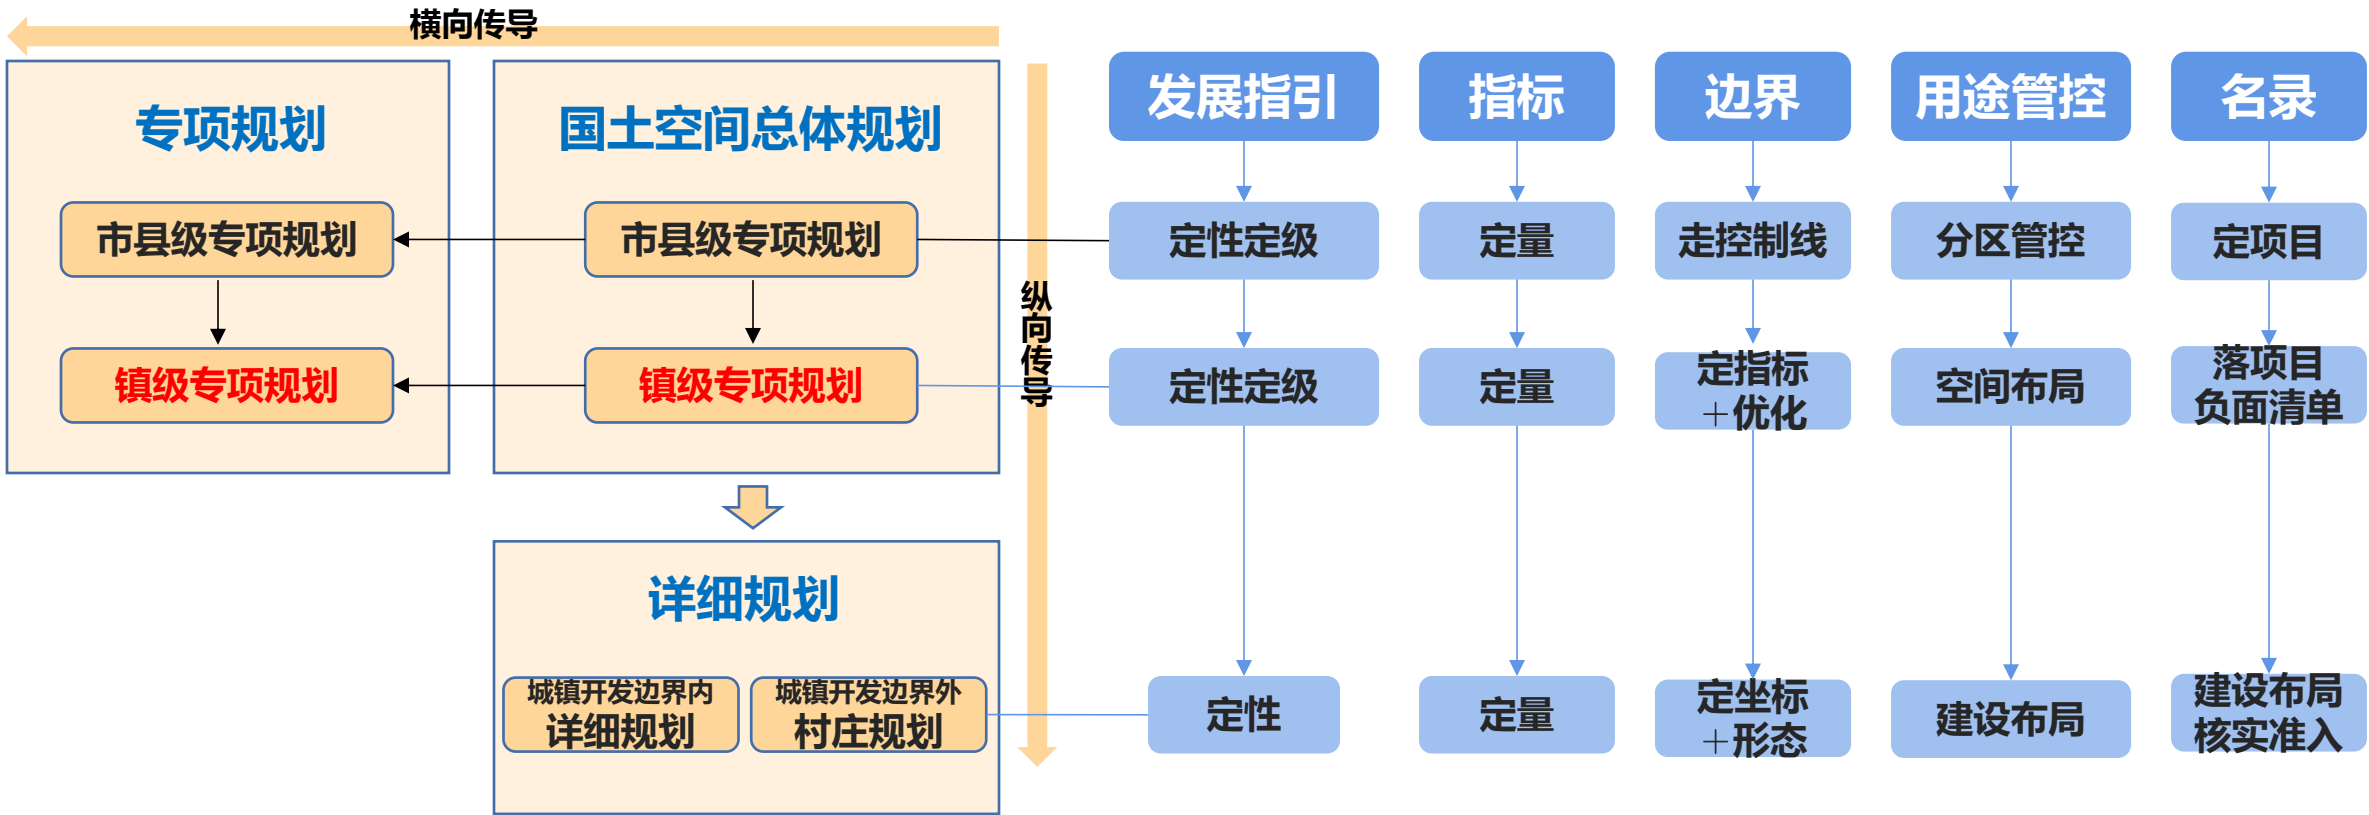 横向传导
专项规划
国土空间总体规划
市县级专项规划
市县级专项规划
镇级专项规划
镇级专项规划
详细规划
城镇开发边界内
详细规划
城镇开发边界外
村庄规划
纵向传导
发展指引
指标
边界
用途管控
名录
定性定级
定量
走控制线
分区管控
定项目
定性定级
定量
定指标
+优化
空间布局
落项目
负面清单
定性
定量
定坐标
+形态
建设布局
建设布局
核实准入